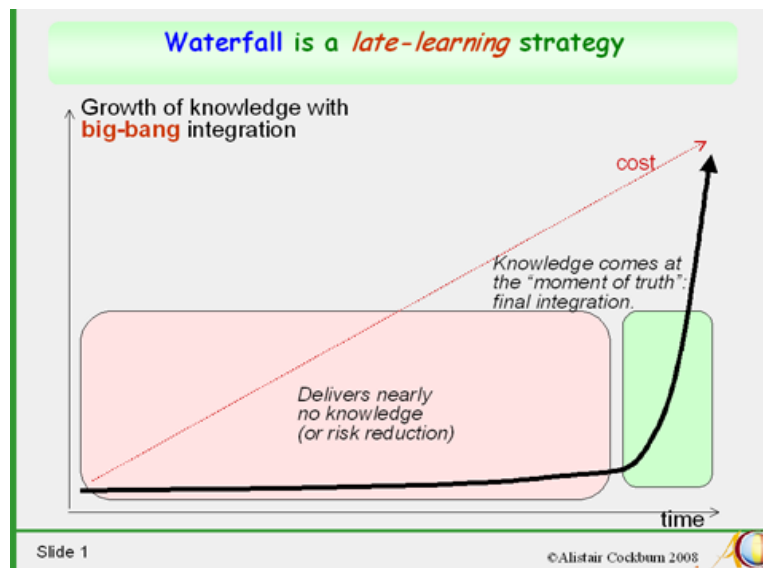 Waterfall is a late-learning strategy
Growth of knowledge with
big-bang integration
cost
Knowledge comes at
the “moment of truth”:
final integration.
Delivers nearly
no knowledge
(or risk reduction)
time
Slide 1
©Alistair Cockburn 2008